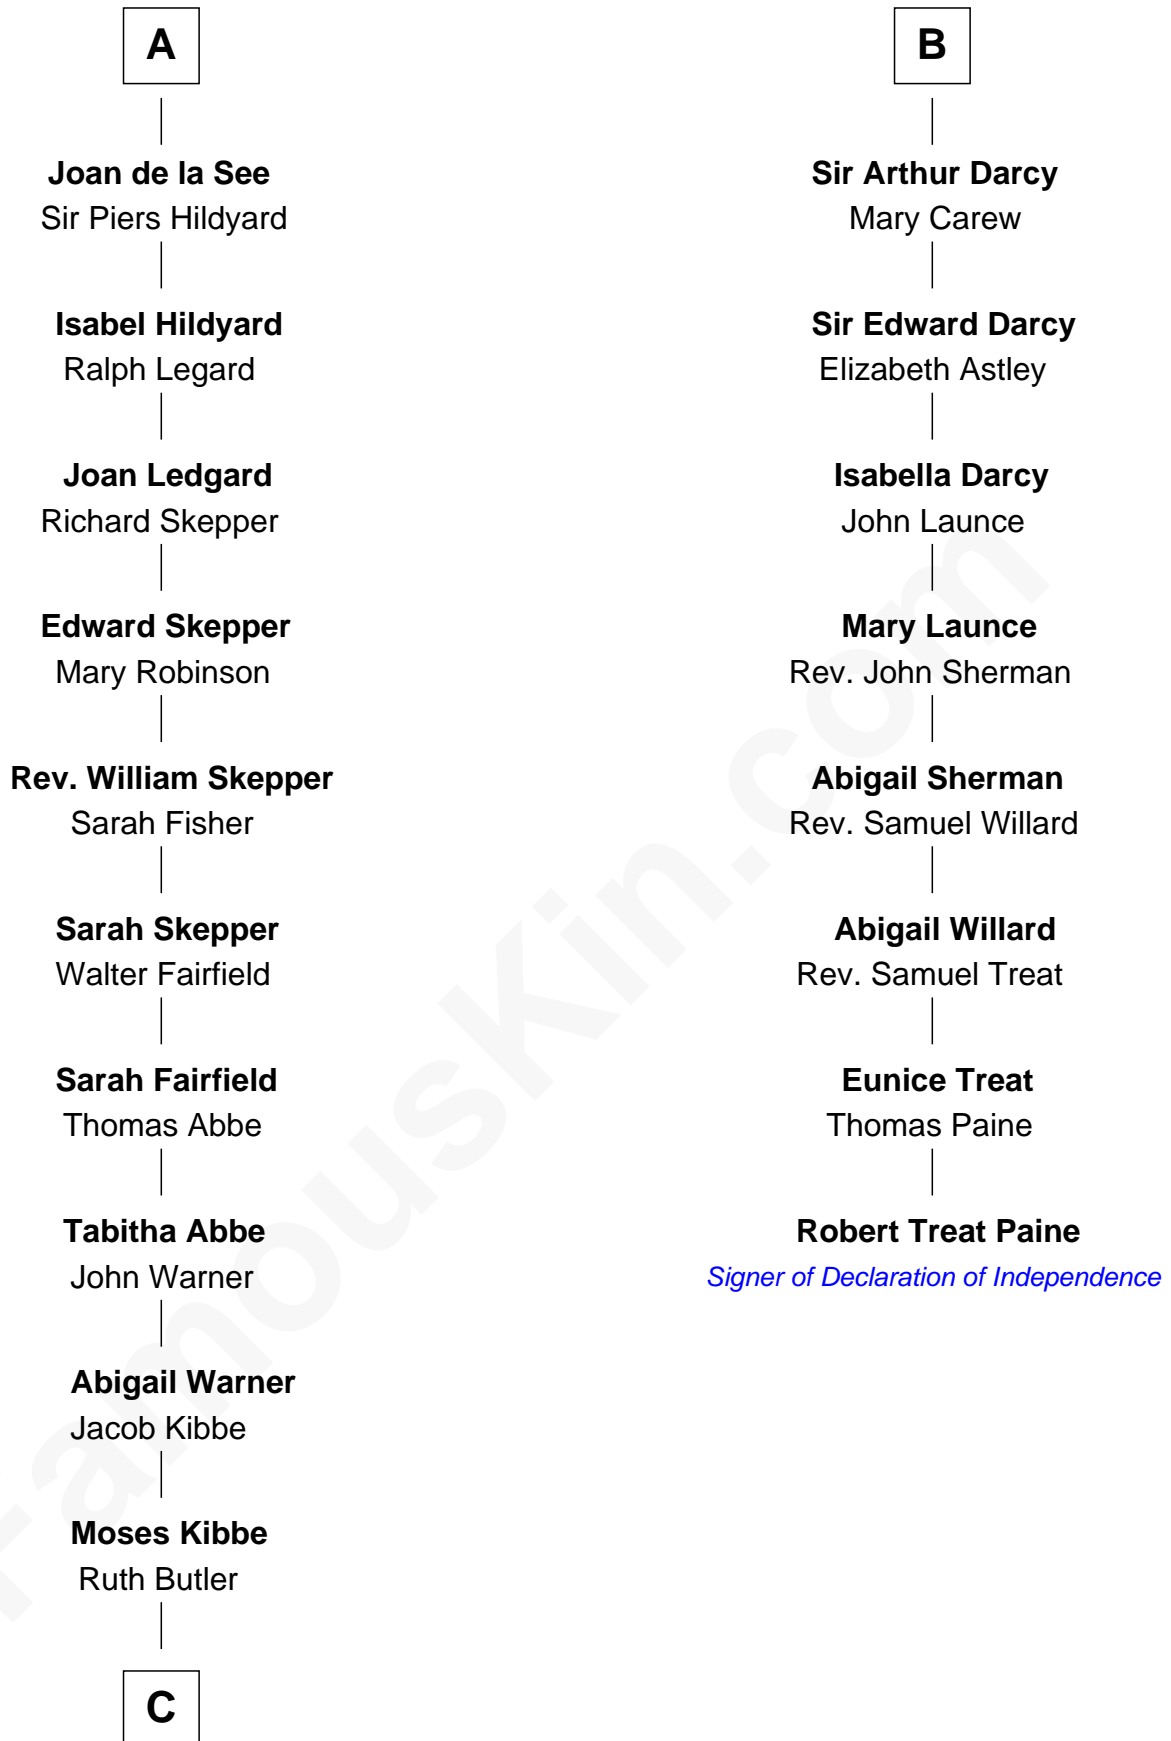 A
Joan de la See
Sir Piers Hildyard
Isabel Hildyard
Ralph Legard
Joan Ledgard
Richard Skepper
Edward Skepper
Mary Robinson
Rev. William Skepper
Sarah Fisher
Sarah Skepper
Walter Fairfield
Sarah Fairfield
Thomas Abbe
Tabitha Abbe
John Warner
Abigail Warner
Jacob Kibbe
Moses Kibbe
Ruth Butler
C
B
Sir Arthur Darcy
Mary Carew
Sir Edward Darcy
Elizabeth Astley
Isabella Darcy
John Launce
Mary Launce
Rev. John Sherman
Abigail Sherman
Rev. Samuel Willard
Abigail Willard
Rev. Samuel Treat
Eunice Treat
Thomas Paine
Robert Treat Paine
Signer of Declaration of Independence
FamousKin.com